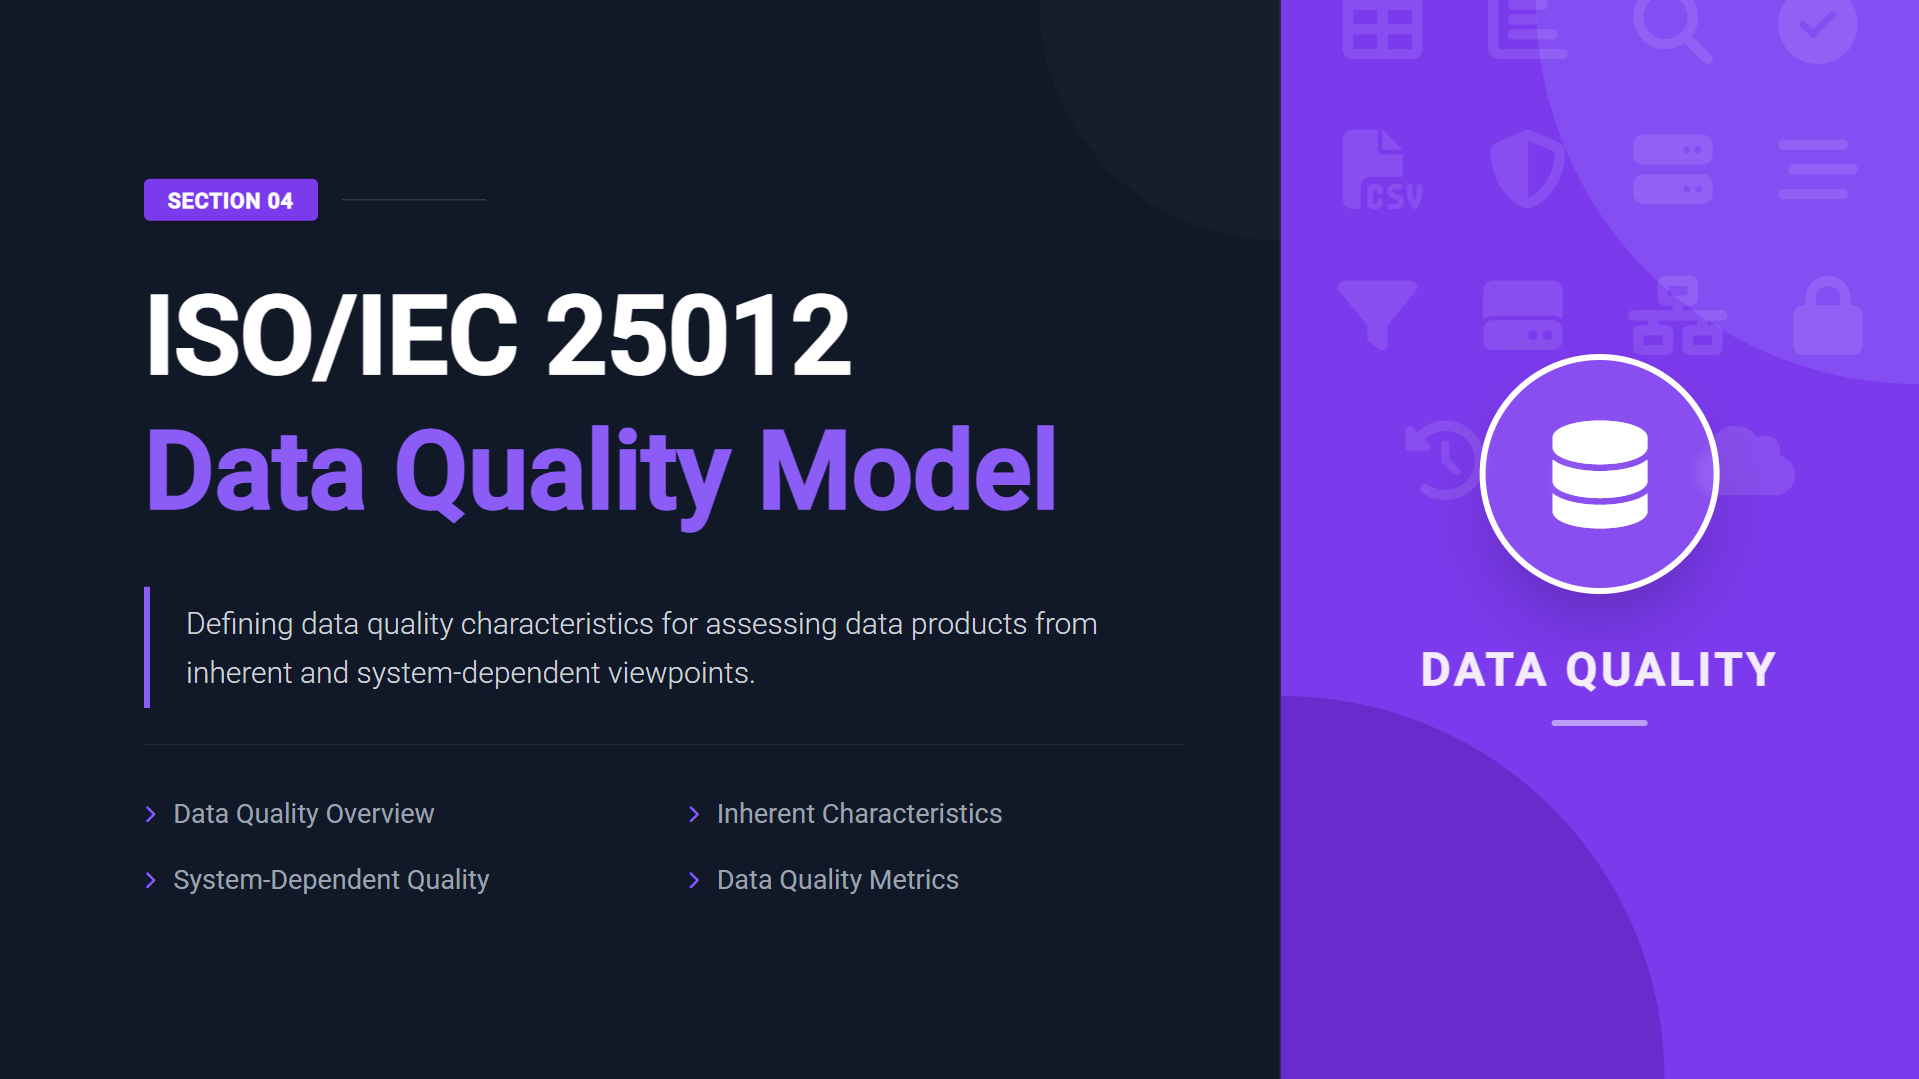 SECTION 04
ISO/IEC 25012
Data Quality Model
Defining data quality characteristics for assessing data products from
inherent and system-dependent viewpoints.
Data Quality Overview
Inherent Characteristics
System-Dependent Quality
Data Quality Metrics
CSV
DATA QUALITY